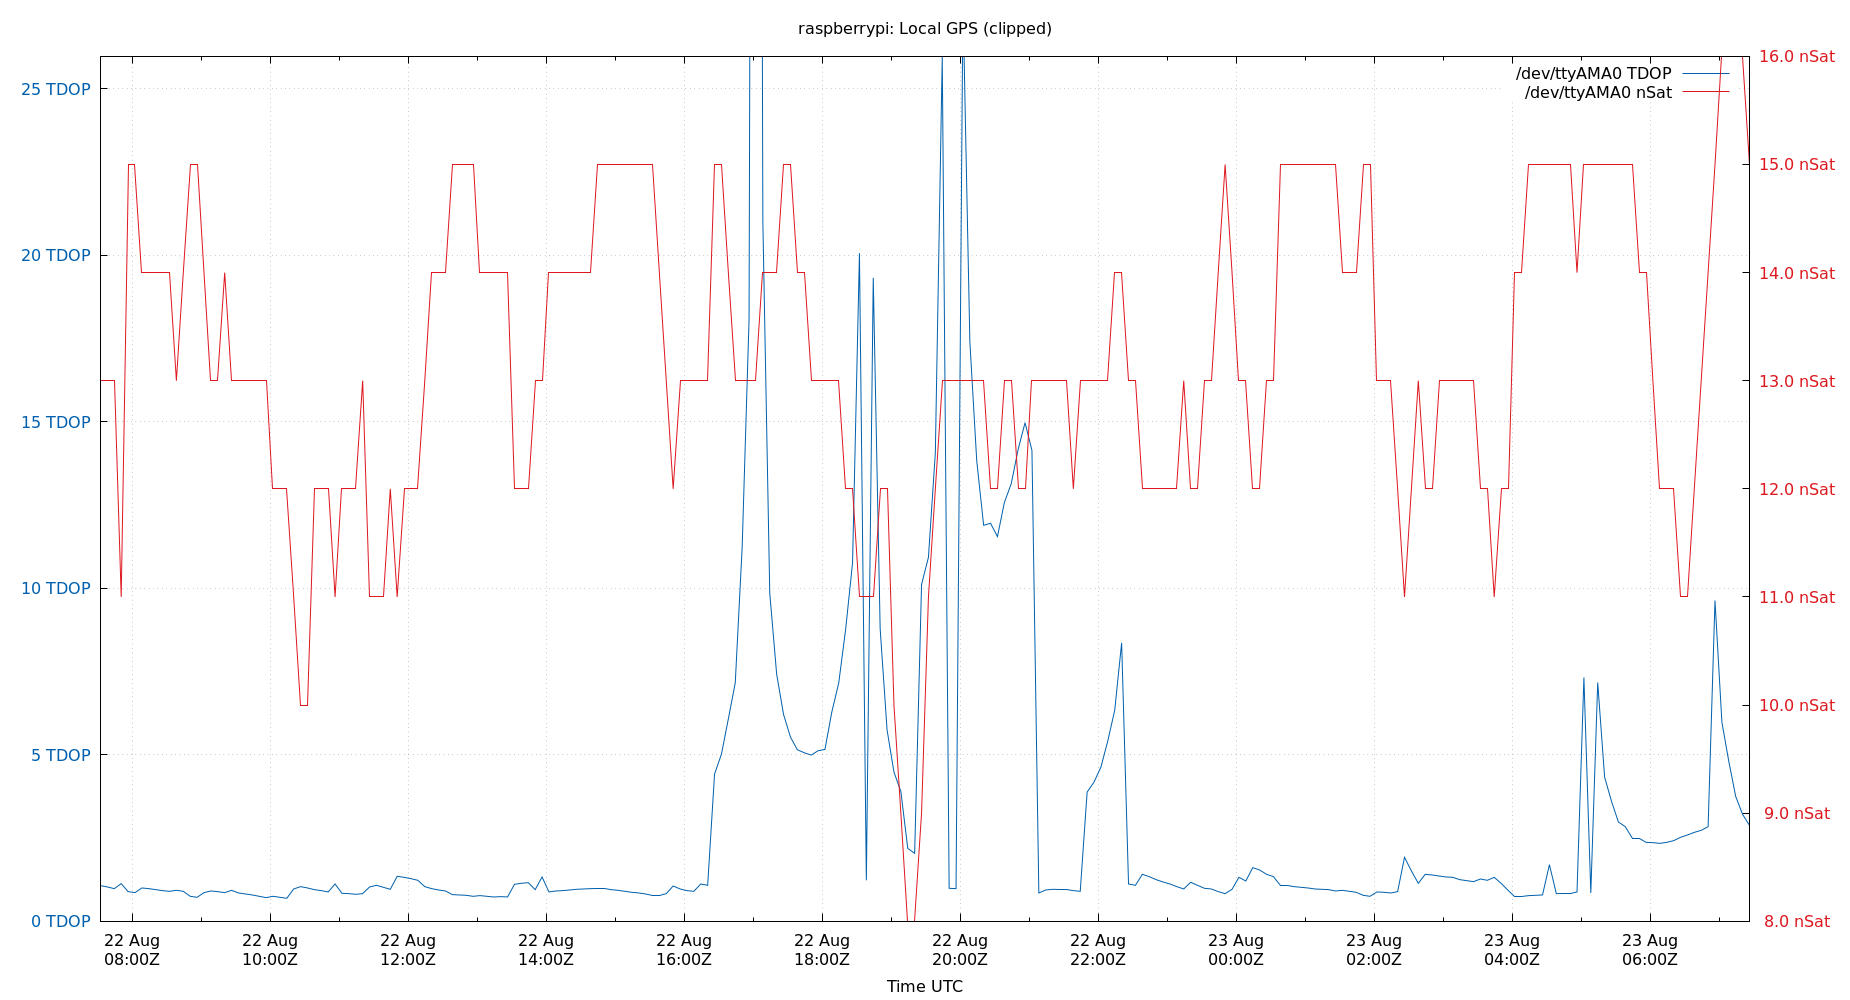 raspberrypi: Local GPS (clipped)
/dev/ttyAMA0 TDOP
/dev/ttyAMA0 nSat
25 TDOP
20 TDOP
15 TDOP
10 TDOP
5 TDOP
0 TDOP
16.0 nSat
15.0 nSat
14.0 nSat
13.0 nSat
12.0 nSat
11.0 nSat
10.0 nSat
9.0 nSat
8.0 nSat
22 Aug 22 Aug 22 Aug 22 Aug 22 Aug 22 Aug 22 Aug 22 Aug 23 Aug 23 Aug 23 Aug 23 Aug
08:00Z 10:00Z 12:00Z 14:00Z 16:00Z 18:00Z 20:00Z 22:00Z 00:00Z 02:00Z 04:00Z 06:00Z
Time UTC